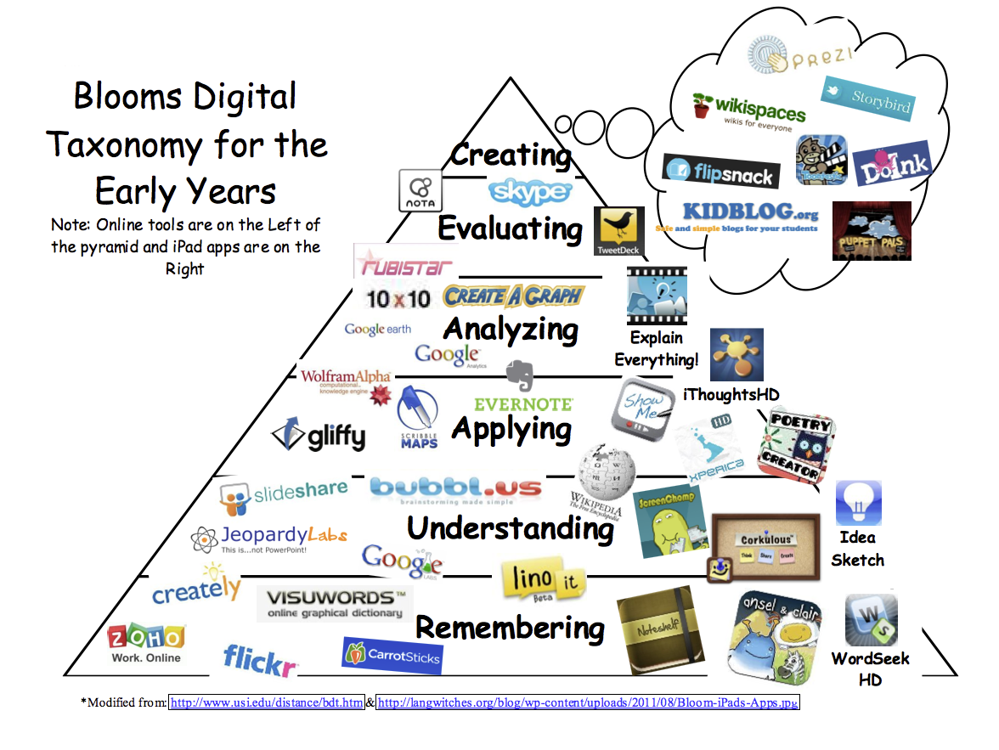 Blooms Digital
Taxonomy for the
Early Years
Note: Online tools are on the Left of
the pyramid and iPad apps are on the
Right
PREZI
Storybird
wikispaces
wikis for everyone
flipsnack
DoInk
KIDBLOG.org
Safe and simple blogs for your students
PUPPET PALS
Creating
NOTA
skype
Evaluating
TweetDeck
RUBISTAR
10 x 10
CREATE A GRAPH
Google earth
Analyzing
Google
Analytics
Explain
Everything!
iThoughtsHD
WolframAlpha
computational
knowledge engine
EVERNOTE
gliffy
SCRIBBLE
MAPS
Applying
Show
Me
HD
XPERICA
POETRY
CREATOR
slideshare
bubbl.us
brainstorming made simple
WIKIPEDIA
The Free Encyclopedia
ScreenChomp
JeopardyLabs
This is...not PowerPoint!
Understanding
Google
LABS
Corkulous™
Think
Share
Create
Idea
Sketch
creately
VISUWORDS™
online graphical dictionary
lino it
Beta
Remembering
Noteshelf
ansel & clair
W
S
WordSeek
HD
ZOHO
Work. Online
flickr
CarrotSticks
*Modified from: http://www.usi.edu/distance/bdt.htm & http://langwitches.org/blog/wp-content/uploads/2011/08/Bloom-iPads-Apps.jpg